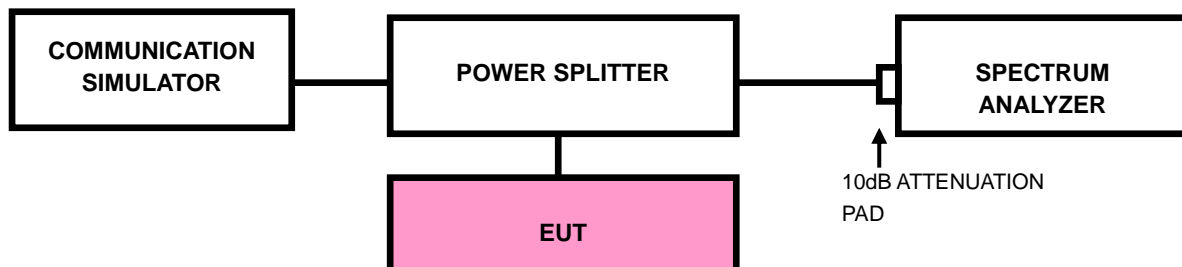 COMMUNICATION
SIMULATOR
POWER SPLITTER
SPECTRUM
ANALYZER
10dB ATTENUATION
PAD
EUT